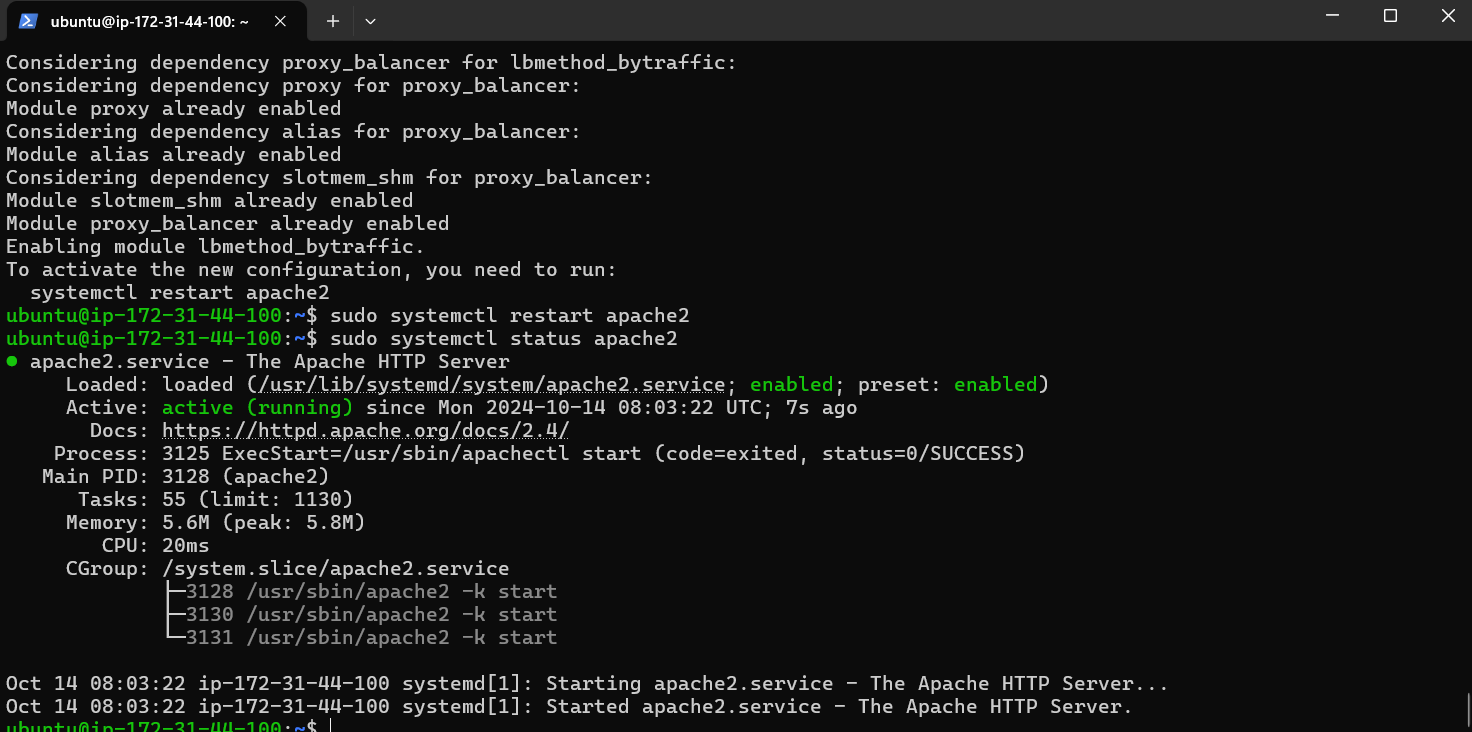 ubuntu@ip-172-31-44-100: ~
Considering dependency proxy_balancer for lbmethod_bytraffic:
Considering dependency proxy for proxy_balancer:
Module proxy already enabled
Considering dependency alias for proxy_balancer:
Module alias already enabled
Considering dependency slotmem_shm for proxy_balancer:
Module slotmem_shm already enabled
Module proxy_balancer already enabled
Enabling module lbmethod_bytraffic.
To activate the new configuration, you need to run:
  systemctl restart apache2
ubuntu@ip-172-31-44-100:~$ sudo systemctl restart apache2
ubuntu@ip-172-31-44-100:~$ sudo systemctl status apache2
● apache2.service - The Apache HTTP Server
     Loaded: loaded (/usr/lib/systemd/system/apache2.service; enabled; preset: enabled)
     Active: active (running) since Mon 2024-10-14 08:03:22 UTC; 7s ago
       Docs: https://httpd.apache.org/docs/2.4/
    Process: 3125 ExecStart=/usr/sbin/apachectl start (code=exited, status=0/SUCCESS)
   Main PID: 3128 (apache2)
      Tasks: 55 (limit: 1130)
     Memory: 5.6M (peak: 5.8M)
        CPU: 20ms
     CGroup: /system.slice/apache2.service
             ├─3128 /usr/sbin/apache2 -k start
             ├─3130 /usr/sbin/apache2 -k start
             └─3131 /usr/sbin/apache2 -k start
Oct 14 08:03:22 ip-172-31-44-100 systemd[1]: Starting apache2.service - The Apache HTTP Server...
Oct 14 08:03:22 ip-172-31-44-100 systemd[1]: Started apache2.service - The Apache HTTP Server.
ubuntu@ip-172-31-44-100:~$